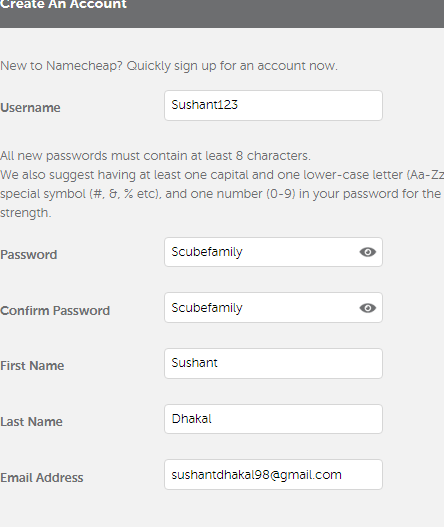 Create An Account
New to Namecheap? Quickly sign up for an account now.
Username
Sushant123
All new passwords must contain at least 8 characters.
We also suggest having at least one capital and one lower-case letter (Aa-Zz
special symbol (#, &, % etc), and one number (0-9) in your password for the
strength.
Password
Scubefamily
Confirm Password
Scubefamily
First Name
Sushant
Last Name
Dhakal
Email Address
sushantdhakal98@gmail.com